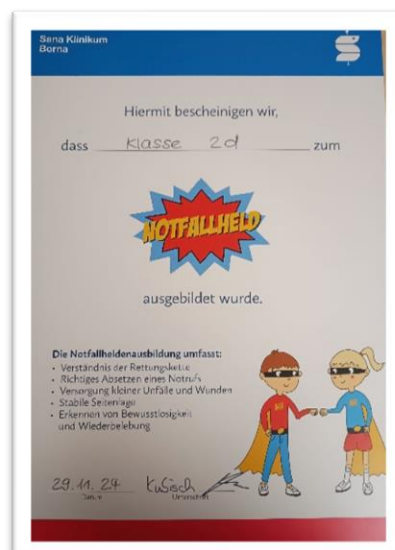 Sana Klinikum
Borna
Hiermit bescheinigen wir,
dass Klasse 2d zum
NOTFALLHELD
ausgebildet wurde.
Die Notfallheldenausbildung umfasst:
• Verständnis der Rettungskette
• Richtiges Absetzen eines Notrufs
• Versorgung kleiner Unfälle und Wunden
• Stabile Seitenlage
• Erkennen von Bewusstlosigkeit
und Wiederbelebung
29.11.24
Unterschrift